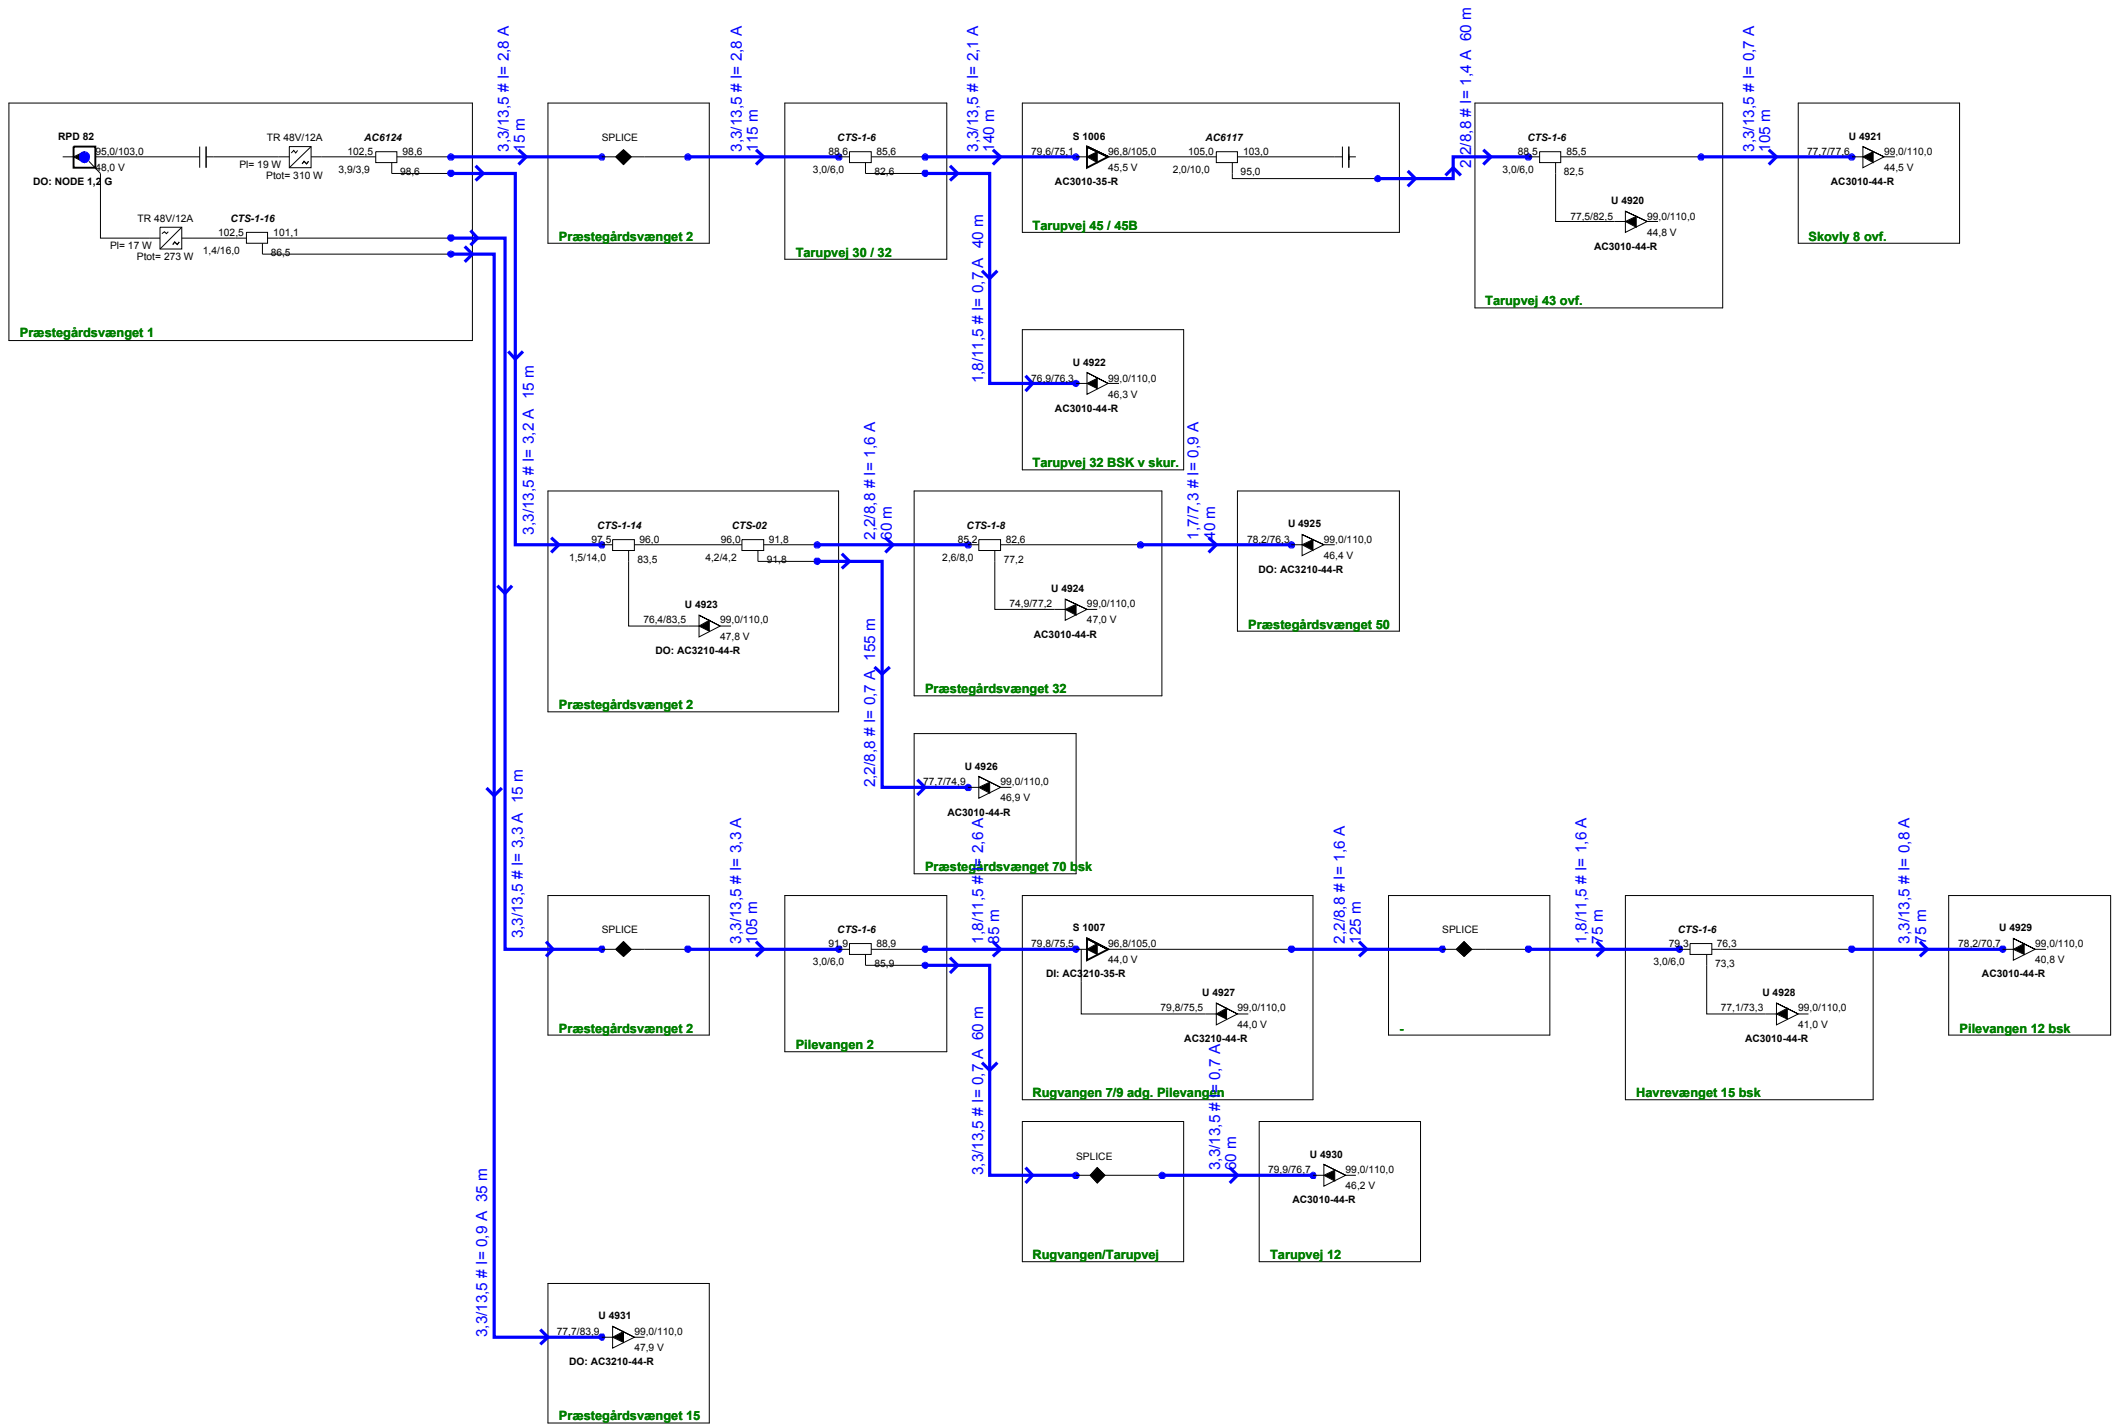 3,3/13,5 # I= 2,8 A
15 m
3,3/13,5 # I= 2,8 A
115 m
3,3/13,5 # I= 2,1 A
140 m
2,2/8,8 # I= 1,4 A 60 m
3,3/13,5 # I= 0,7 A
105 m
RPD 82
95,0/103,0
48,0 V
DO: NODE 1,2 G
TR 48V/12A
PI= 19 W
Ptot= 310 W
AC6124
102,5
98,6
3,9/3,9
98,6
TR 48V/12A
PI= 17 W
Ptot= 273 W
CTS-1-16
102,5
101,1
1,4/16,0
86,5
Præstegårdsvænget 1
SPLICE
Præstegårdsvænget 2
CTS-1-6
88,6
85,6
3,0/6,0
82,6
Tarupvej 30 / 32
S 1006
79,6/75,1
96,8/105,0
45,5 V
AC3010-35-R
AC6117
105,0
103,0
2,0/10,0
95,0
Tarupvej 45 / 45B
CTS-1-6
88,5
85,5
3,0/6,0
82,5
U 4920
77,5/82,5
99,0/110,0
44,8 V
AC3010-44-R
Tarupvej 43 ovf.
U 4921
77,7/77,6
99,0/110,0
44,5 V
AC3010-44-R
Skovly 8 ovf.
1,8/11,5 # I= 0,7 A 40 m
U 4922
76,9/76,3
99,0/110,0
46,3 V
AC3010-44-R
Tarupvej 32 BSK v skur.
3,3/13,5 # I= 3,2 A 15 m
CTS-1-14
97,5
96,0
1,5/14,0
83,5
CTS-02
96,0
91,8
4,2/4,2
91,8
U 4923
76,4/83,5
99,0/110,0
47,8 V
DO: AC3210-44-R
Præstegårdsvænget 2
2,2/8,8 # I= 1,6 A
60 m
CTS-1-8
85,2
82,6
2,6/8,0
77,2
U 4924
74,9/77,2
99,0/110,0
47,0 V
AC3010-44-R
Præstegårdsvænget 32
1,7/7,3 # I= 0,9 A
40 m
U 4925
78,2/76,3
99,0/110,0
46,4 V
DO: AC3210-44-R
Præstegårdsvænget 50
2,2/8,8 # I= 0,7 A 155 m
U 4926
77,7/74,9
99,0/110,0
46,9 V
AC3010-44-R
Præstegårdsvænget 70 bsk
3,3/13,5 # I= 3,3 A 15 m
SPLICE
Præstegårdsvænget 2
3,3/13,5 # I= 3,3 A
105 m
CTS-1-6
91,9
88,9
3,0/6,0
85,9
Pilevangen 2
1,8/11,5 # I= 2,6 A
85 m
S 1007
79,8/75,5
96,8/105,0
44,0 V
DI: AC3210-35-R
U 4927
79,8/75,5
99,0/110,0
44,0 V
AC3210-44-R
Rugvangen 7/9 adg. Pilevangen
2,2/8,8 # I= 1,6 A
125 m
SPLICE
-
1,8/11,5 # I= 1,6 A
75 m
CTS-1-6
79,3
76,3
3,0/6,0
73,3
U 4928
77,1/73,3
99,0/110,0
41,0 V
AC3010-44-R
Havrevænget 15 bsk
3,3/13,5 # I= 0,8 A
75 m
U 4929
78,2/70,7
99,0/110,0
40,8 V
AC3010-44-R
Pilevangen 12 bsk
3,3/13,5 # I= 0,7 A 60 m
SPLICE
Rugvangen/Tarupvej
3,3/13,5 # I= 0,7 A
60 m
U 4930
79,9/76,7
99,0/110,0
46,2 V
AC3010-44-R
Tarupvej 12
3,3/13,5 # I= 0,9 A 35 m
U 4931
77,7/83,9
99,0/110,0
47,9 V
DO: AC3210-44-R
Præstegårdsvænget 15